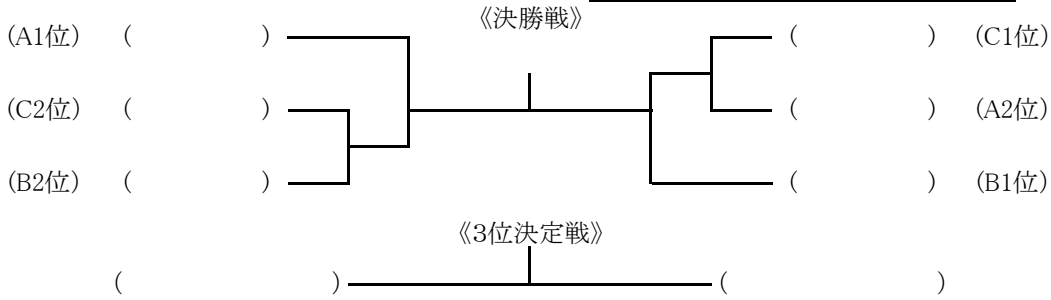 《決勝戦》
(A1位) ( ) ( ) (C1位)
(C2位) ( ) ( ) (A2位)
(B2位) ( ) ( ) (B1位)
《3位決定戦》
( ) ( )